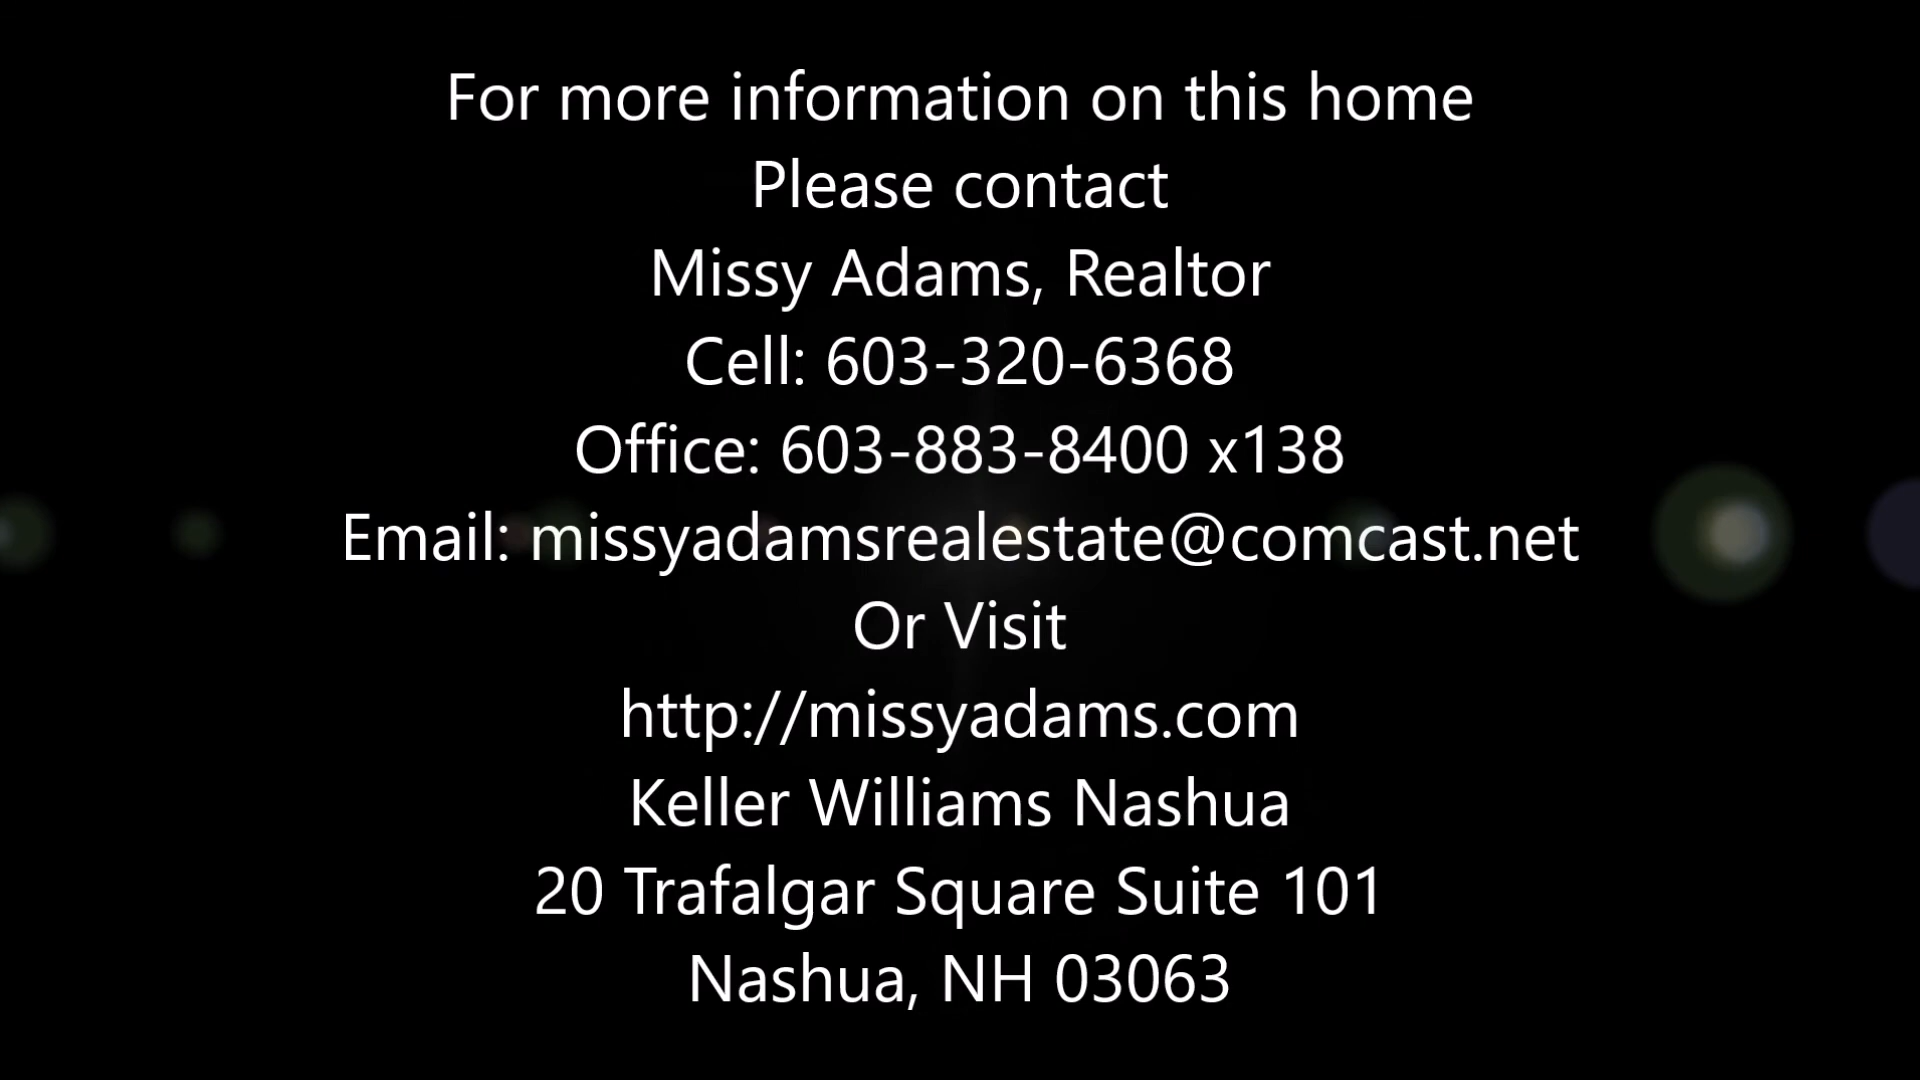 For more information on this home
Please contact
Missy Adams, Realtor
Cell: 603-320-6368
Office: 603-883-8400 x138
Email: missyadamsrealestate@comcast.net
Or Visit
http://missyadams.com
Keller Williams Nashua
20 Trafalgar Square Suite 101
Nashua, NH 03063